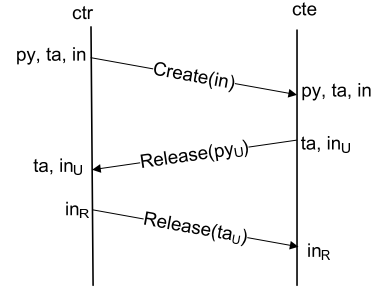 ctr cte
py, ta, in
Create(in)
py, ta, in
ta, inU
Release(pyU)
ta, inU
inR
Release(taU)
inR